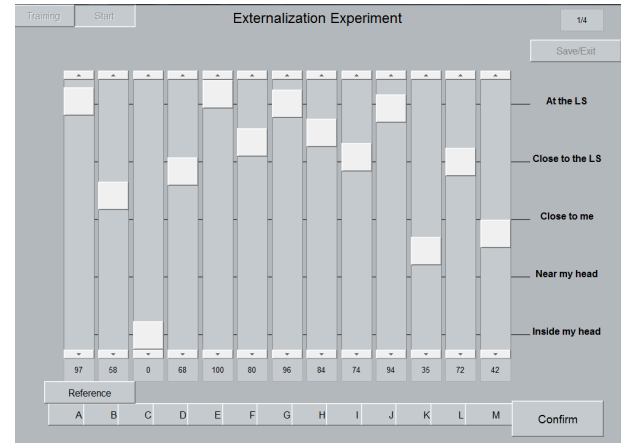 Training Start Externalization Experiment 1/4
Save/Exit
At the LS
Close to the LS
Close to me
Near my head
Inside my head
97 58 0 68 100 80 96 84 74 94 35 72 42
Reference
A B C D E F G H I J K L M Confirm